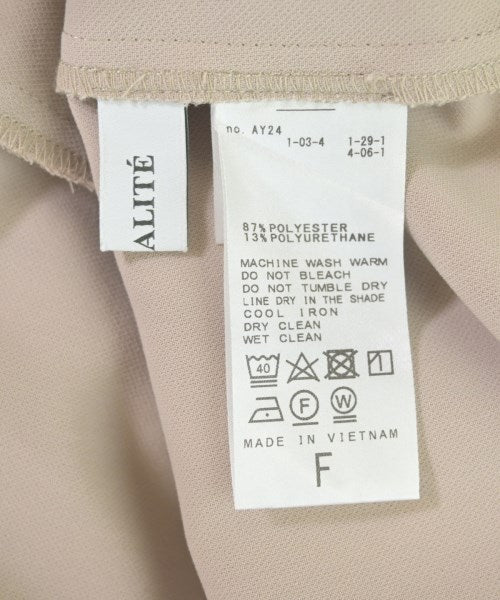 ALITÉ
no. AY24
1-03-4 1-29-1
4-06-1
87% POLYESTER
13% POLYURETHANE
MACHINE WASH WARM
DO NOT BLEACH
DO NOT TUMBLE DRY
LINE DRY IN THE SHADE
COOL IRON
DRY CLEAN
WET CLEAN
40
F W
MADE IN VIETNAM
F